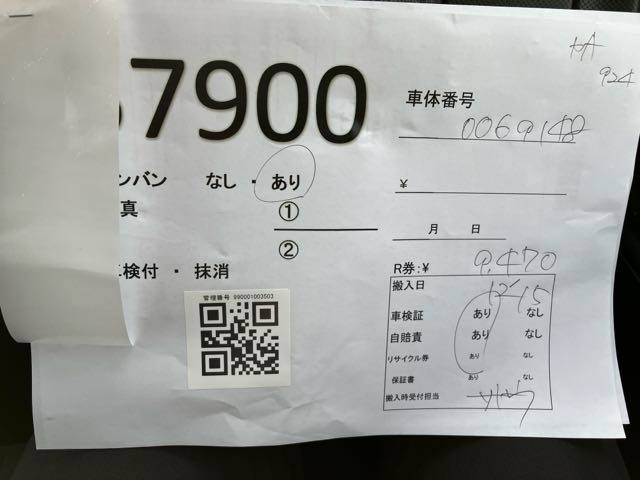 924
7900
車体番号
0069148
ンバン なし ・ あり
¥
真
①
②
月 日
検付 ・ 抹消
R券:¥ 9,470
管理番号 990001003503
搬入日 12/15
車検証 あり なし
自賠責 あり なし
リサイクル券 あり なし
保証書 あり なし
搬入時受付担当